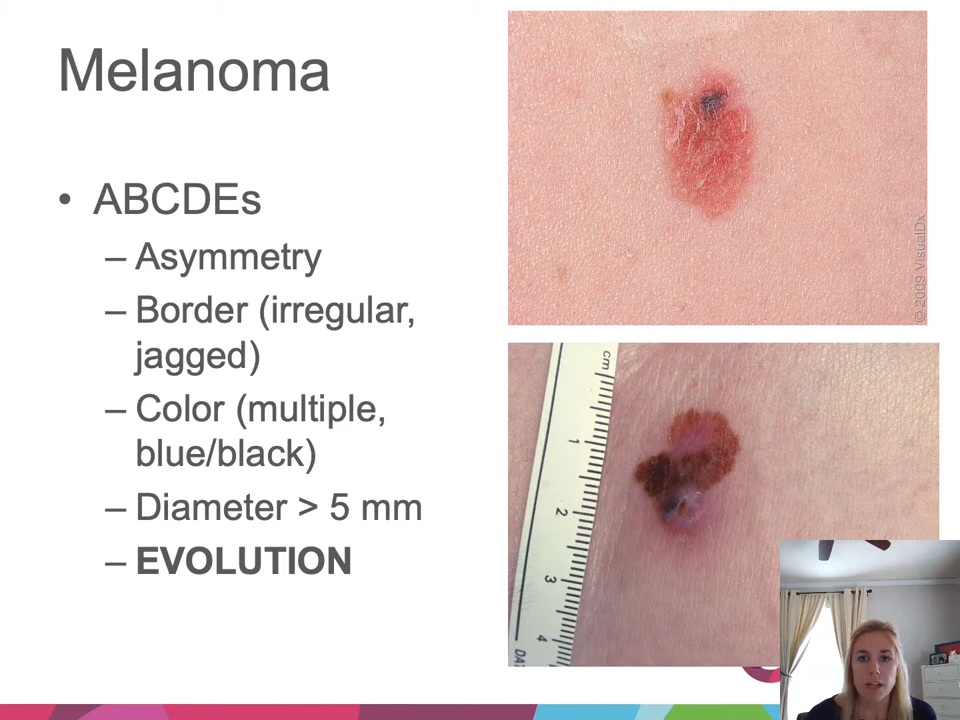 Melanoma
• ABCDEs
– Asymmetry
– Border (irregular,
jagged)
– Color (multiple,
blue/black)
– Diameter > 5 mm
– EVOLUTION
© 2009 VisualDx
cm
1
2
3
4